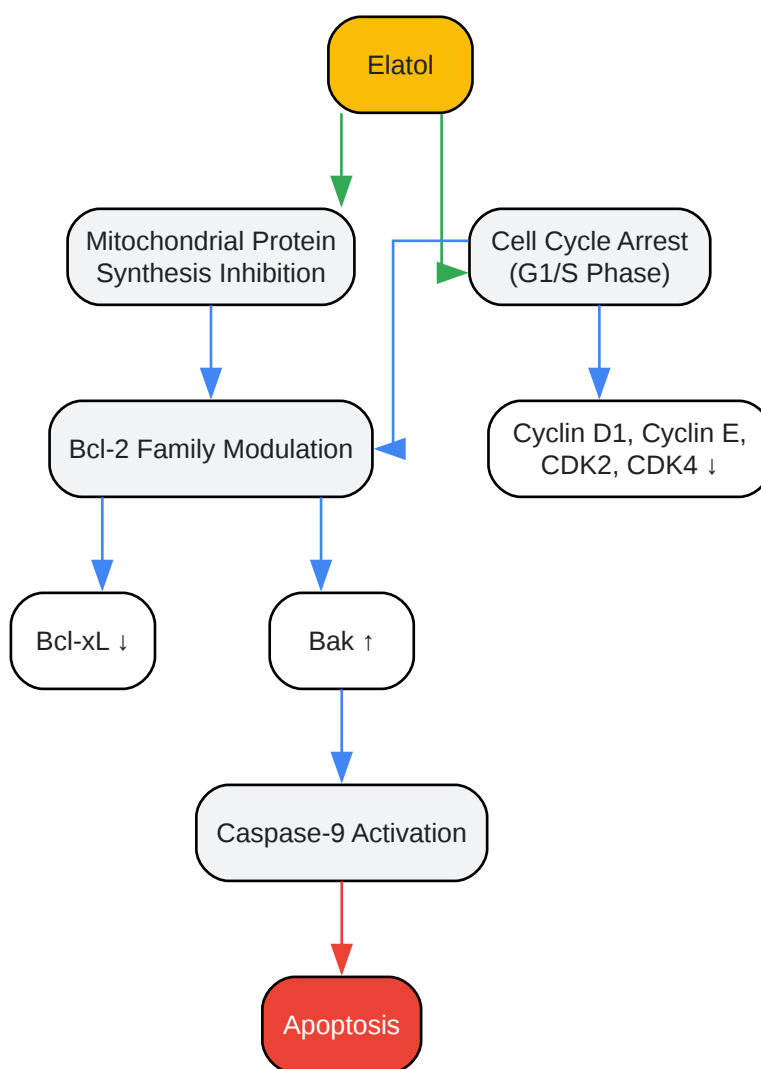 Elatol
Mitochondrial Protein
Synthesis Inhibition
Cell Cycle Arrest
(G1/S Phase)
Bcl-2 Family Modulation
Cyclin D1, Cyclin E,
CDK2, CDK4 ↓
Bcl-xL ↓
Bak ↑
Caspase-9 Activation
Apoptosis